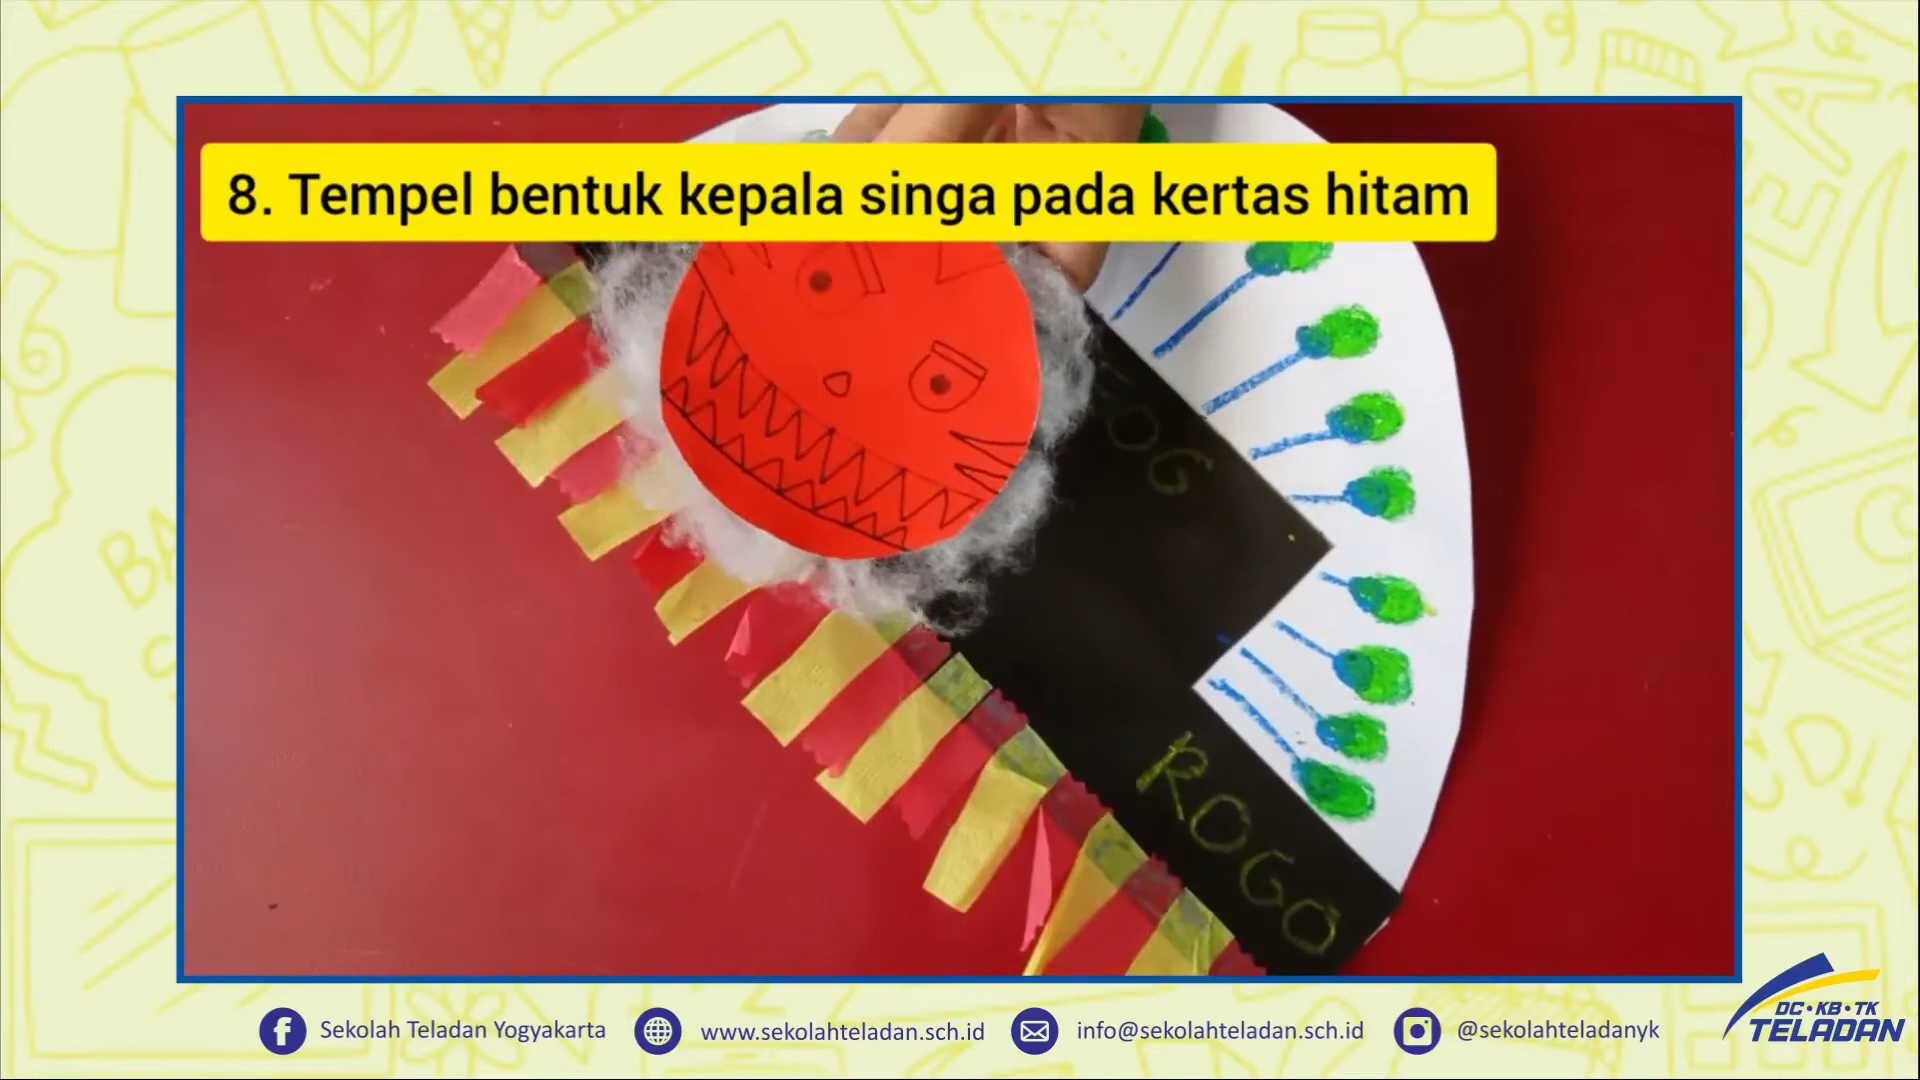 8. Tempel bentuk kepala singa pada kertas hitam
ROGO
Sekolah Teladan Yogyakarta
www.sekolahteladan.sch.id
info@sekolahteladan.sch.id
@sekolahteladanyk
DC•KB•TK
TELADAN